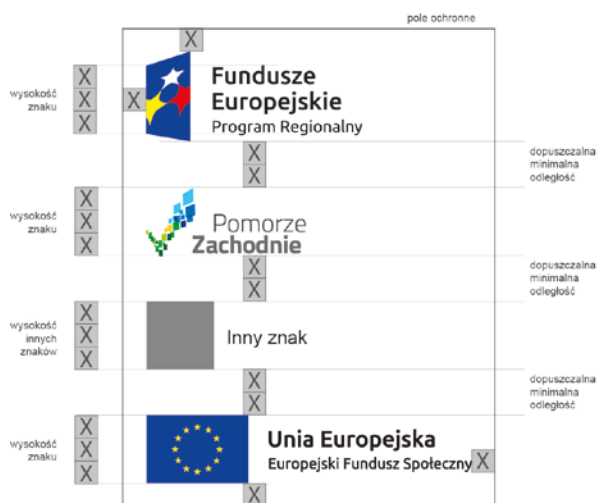 pole ochronne
X
wysokość
znaku
X
X
X
X
Fundusze
Europejskie
Program Regionalny
X
X
dopuszczalna
minimalna
odległość
wysokość
znaku
X
X
X
Pomorze
Zachodnie
X
X
dopuszczalna
minimalna
odległość
wysokość
innych
znaków
X
X
X
Inny znak
X
X
dopuszczalna
minimalna
odległość
wysokość
znaku
X
X
X
Unia Europejska
Europejski Fundusz Społeczny
X
X